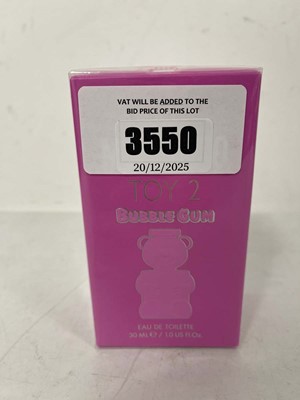 VAT WILL BE ADDED TO THE
BID PRICE OF THIS LOT
3550
20/12/2025
TOY 2
BUBBLE GUM
EAU DE TOILETTE
30 ML ℮ / 1.0 US Fl.Oz.